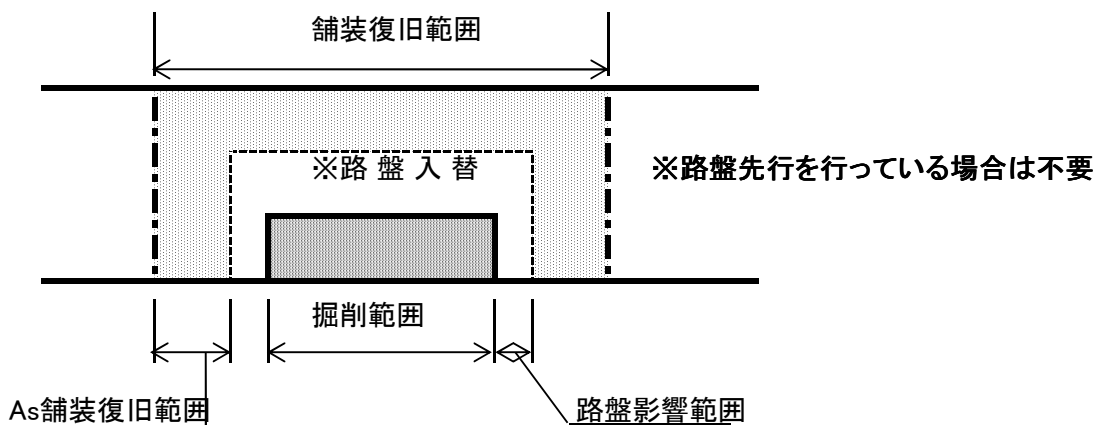 舗装復旧範囲
※路 盤 入 替
※路盤先行を行っている場合は不要
掘削範囲
As舗装復旧範囲
路盤影響範囲